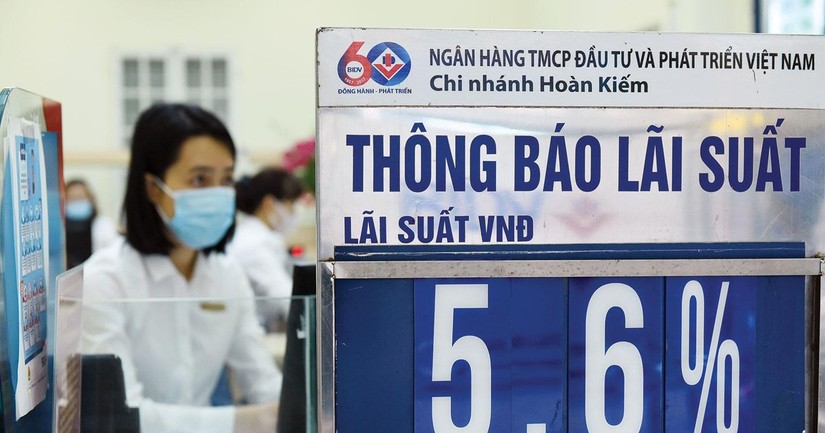 60
BIDV
ĐỒNG HÀNH - PHÁT TRIỂN
NGÂN HÀNG TMCP ĐẦU TƯ VÀ PHÁT TRIỂN VIỆT NAM
Chi nhánh Hoàn Kiếm
THÔNG BÁO LÃI SUẤT
LÃI SUẤT VNĐ
5.6%